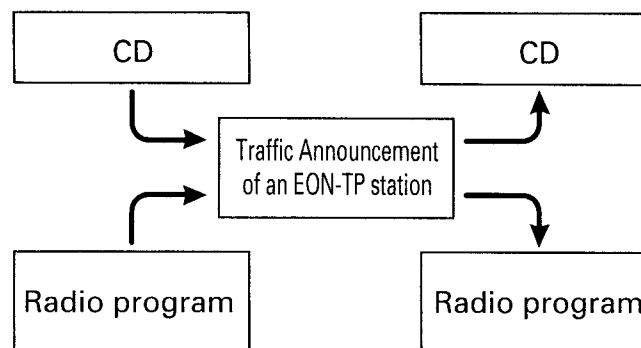 CD
CD
Traffic Announcement
of an EON-TP station
Radio program
Radio program